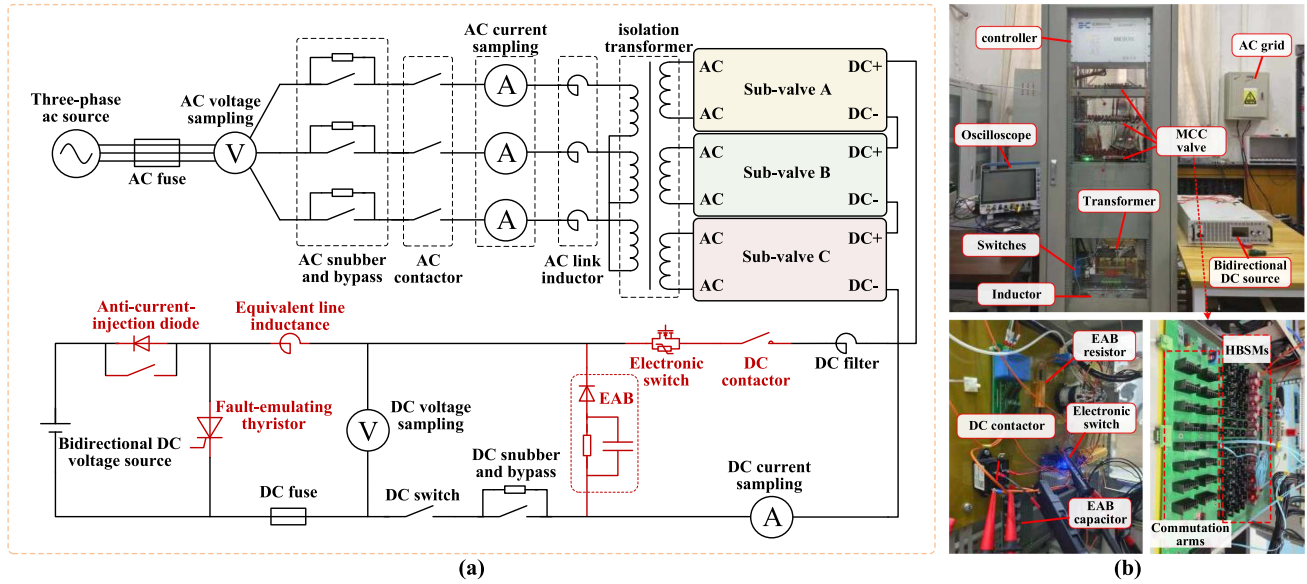 (a)
Three-phase
ac source
AC fuse
AC voltage
sampling
V
AC snubber
and bypass
AC
contactor
AC current
sampling
A
A
A
AC link
inductor
isolation
transformer
AC
DC+
Sub-valve A
AC
DC-
AC
DC+
Sub-valve B
AC
DC-
AC
DC+
Sub-valve C
AC
DC-
Anti-current-
injection diode
Equivalent line
inductance
Fault-emulating
thyristor
Bidirectional DC
voltage source
DC fuse
V
DC voltage
sampling
DC switch
DC snubber
and bypass
EAB
Electronic
switch
DC
contactor
DC filter
DC current
sampling
A
(a)
(b)
controller
AC grid
Oscilloscope
MCC
valve
Transformer
Switches
Inductor
Bidirectional
DC source
EAB
resistor
DC contactor
Electronic
switch
EAB
capacitor
HBSMs
Commutation
arms
(b)